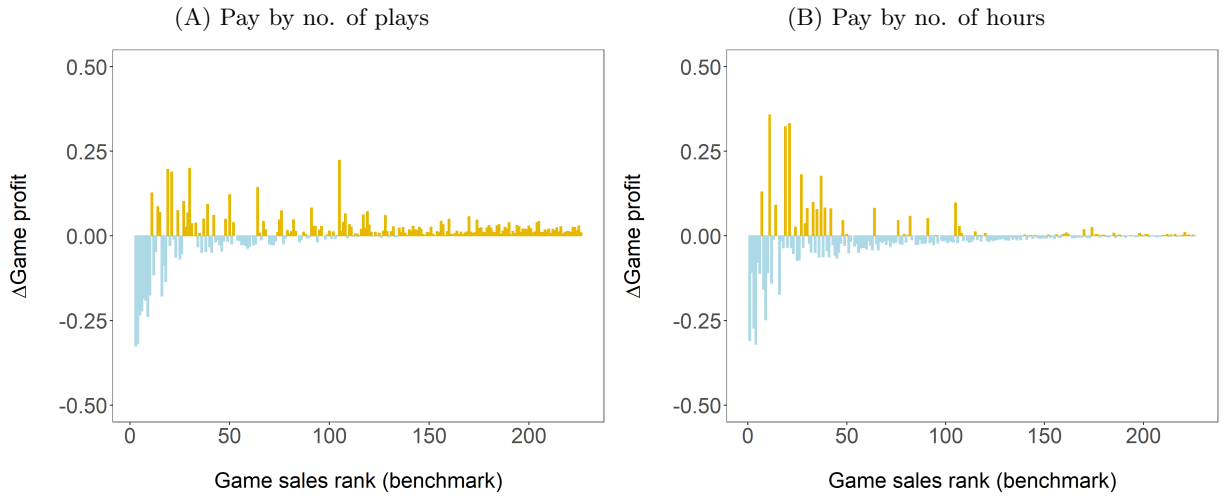 (A) Pay by no. of plays
0.50
0.25
0.00
-0.25
-0.50
ΔGame profit
0 50 100 150 200
Game sales rank (benchmark)
(B) Pay by no. of hours
0.50
0.25
0.00
-0.25
-0.50
ΔGame profit
0 50 100 150 200
Game sales rank (benchmark)